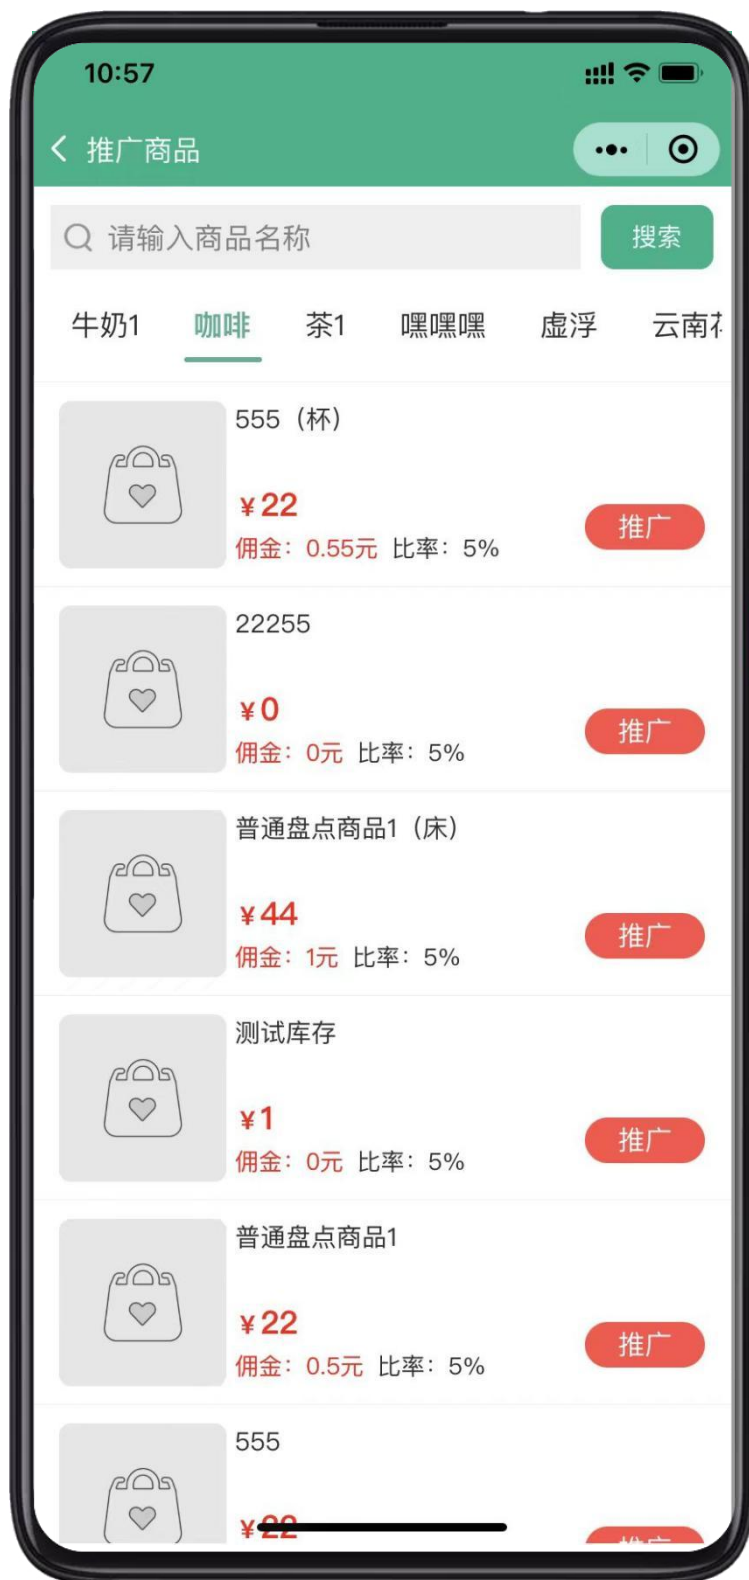 10:57
推广商品
请输入商品名称
搜索
牛奶1 咖啡 茶1 嘿嘿嘿 虚浮 云南
555（杯）
¥22
佣金：0.55元 比率：5%
推广
22255
¥0
佣金：0元 比率：5%
推广
普通盘点商品1（床）
¥44
佣金：1元 比率：5%
推广
测试库存
¥1
佣金：0元 比率：5%
推广
普通盘点商品1
¥22
佣金：0.5元 比率：5%
推广
555
¥22